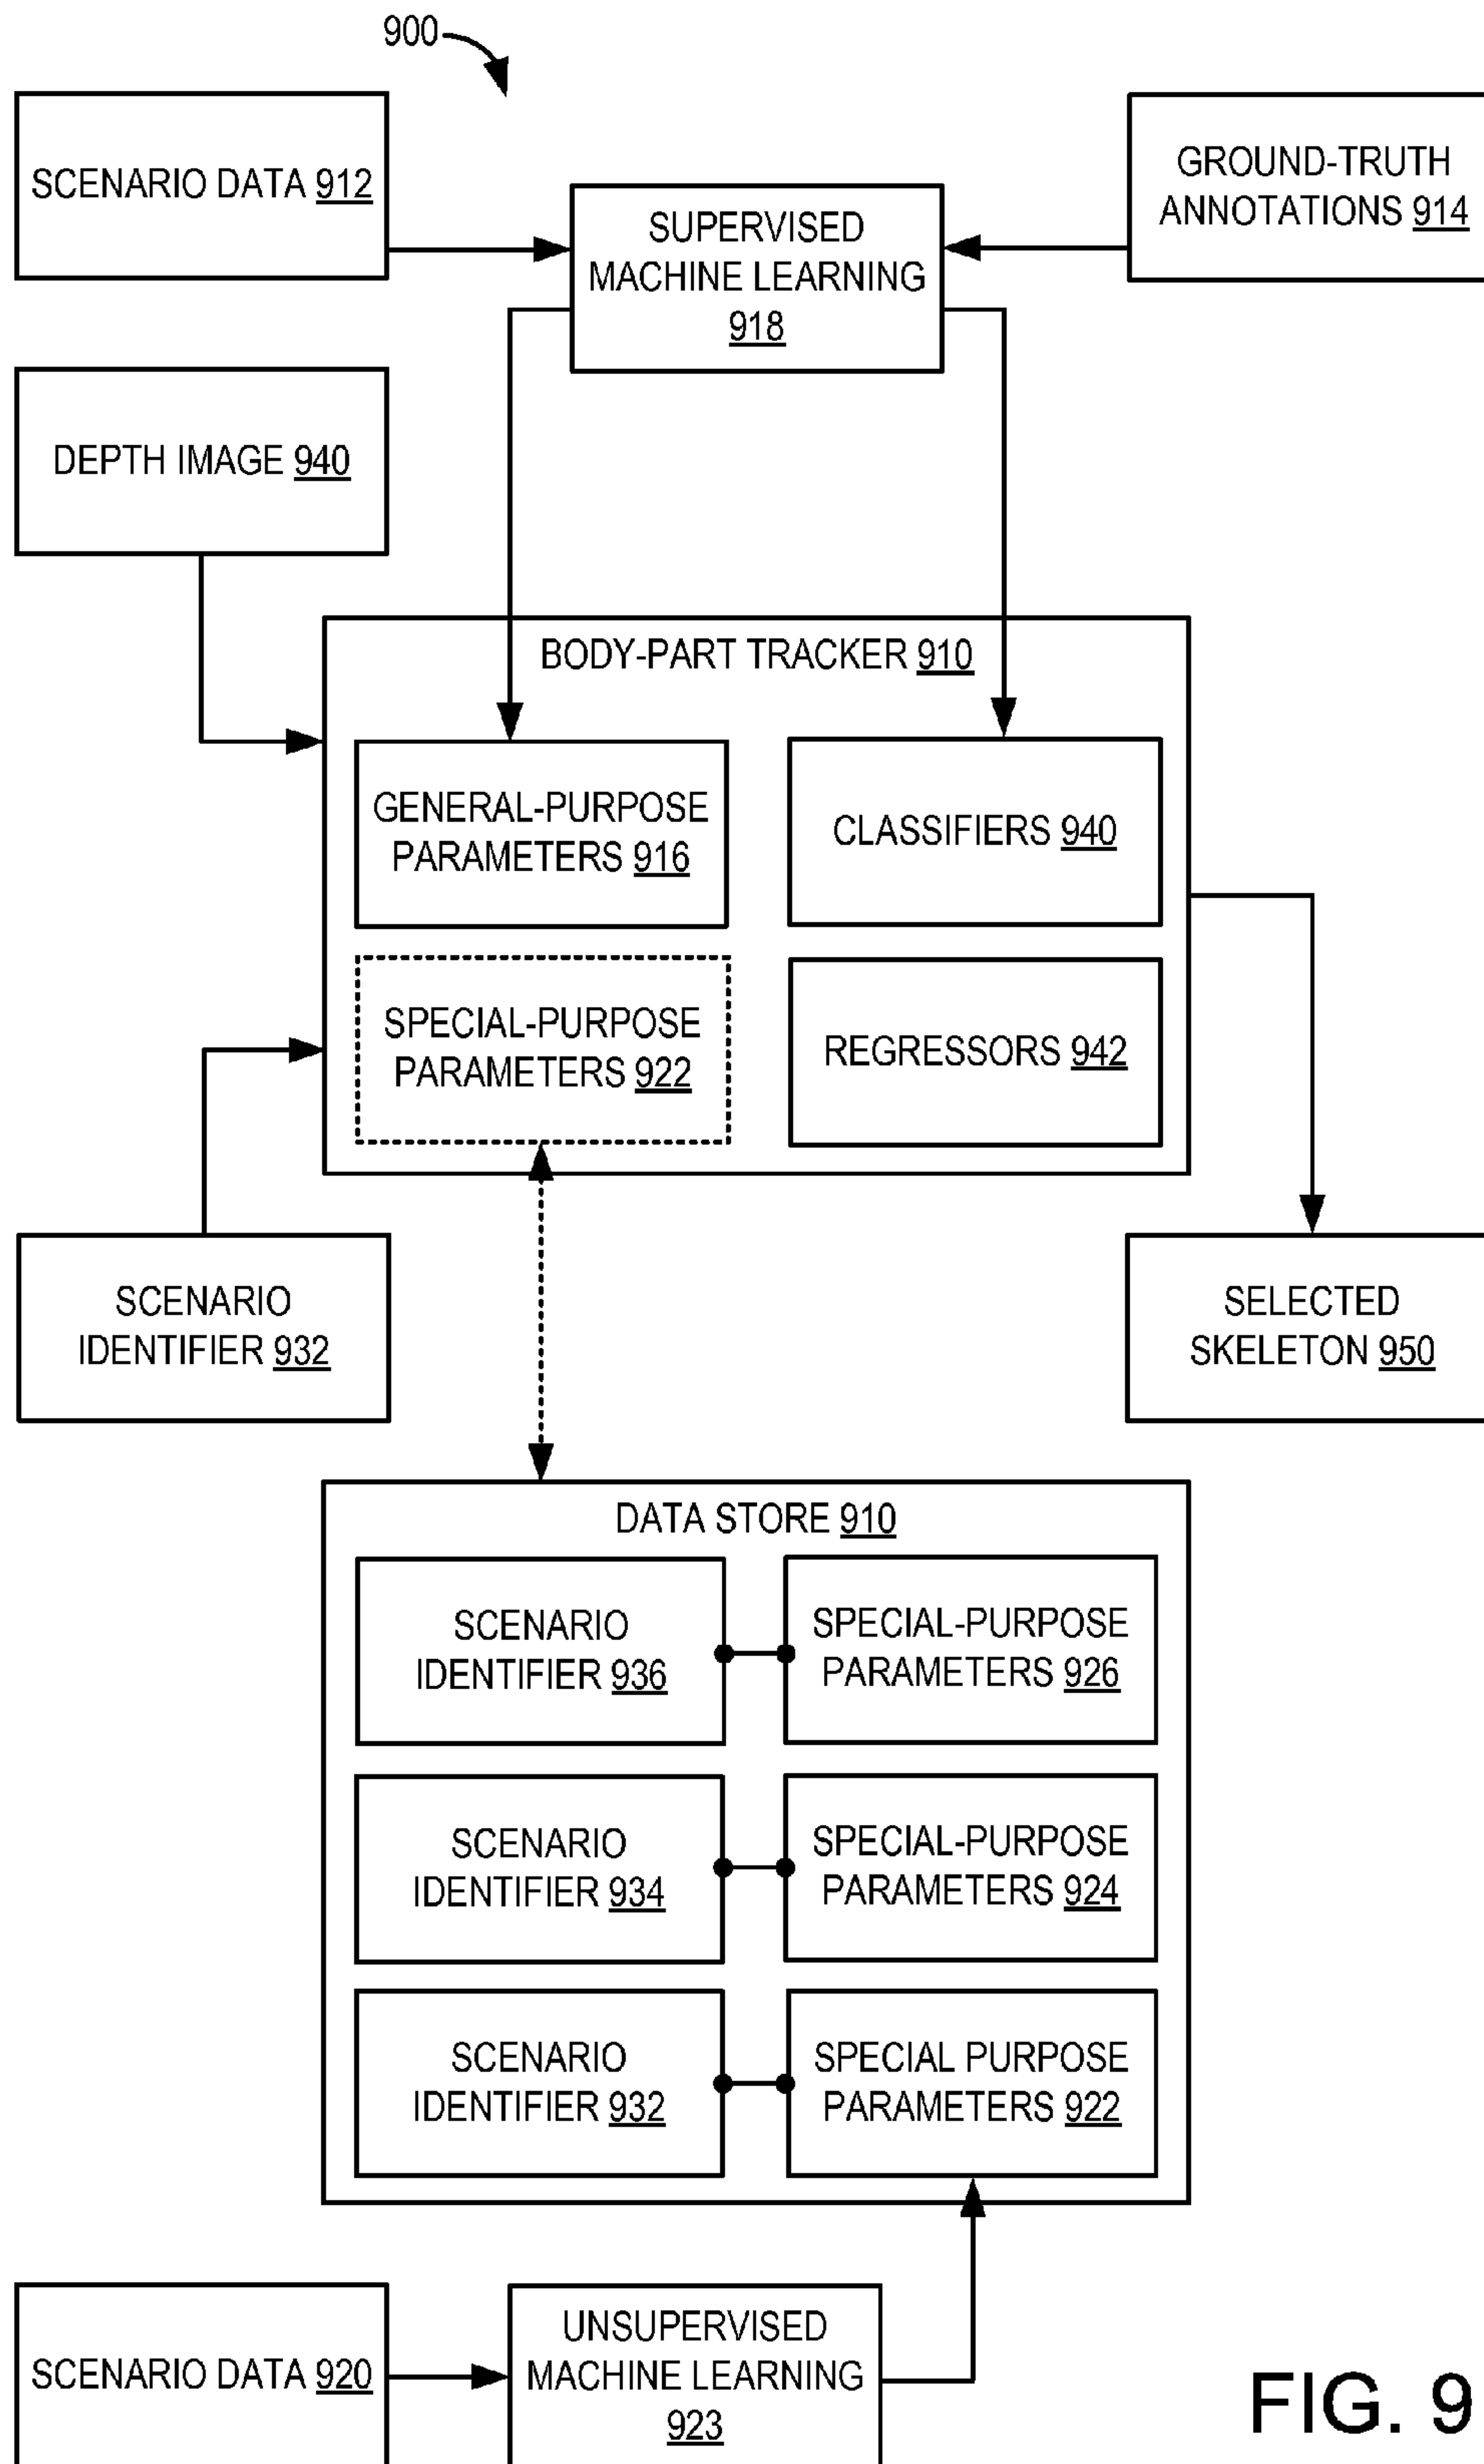 900
SCENARIO DATA 912
GROUND-TRUTH
ANNOTATIONS 914
SUPERVISED
MACHINE LEARNING
918
DEPTH IMAGE 940
BODY-PART TRACKER 910
GENERAL-PURPOSE
PARAMETERS 916
CLASSIFIERS 940
SPECIAL-PURPOSE
PARAMETERS 922
REGRESSORS 942
SCENARIO
IDENTIFIER 932
SELECTED
SKELETON 950
DATA STORE 910
SCENARIO
IDENTIFIER 936
SPECIAL-PURPOSE
PARAMETERS 926
SCENARIO
IDENTIFIER 934
SPECIAL-PURPOSE
PARAMETERS 924
SCENARIO
IDENTIFIER 932
SPECIAL PURPOSE
PARAMETERS 922
SCENARIO DATA 920
UNSUPERVISED
MACHINE LEARNING
923
FIG. 9